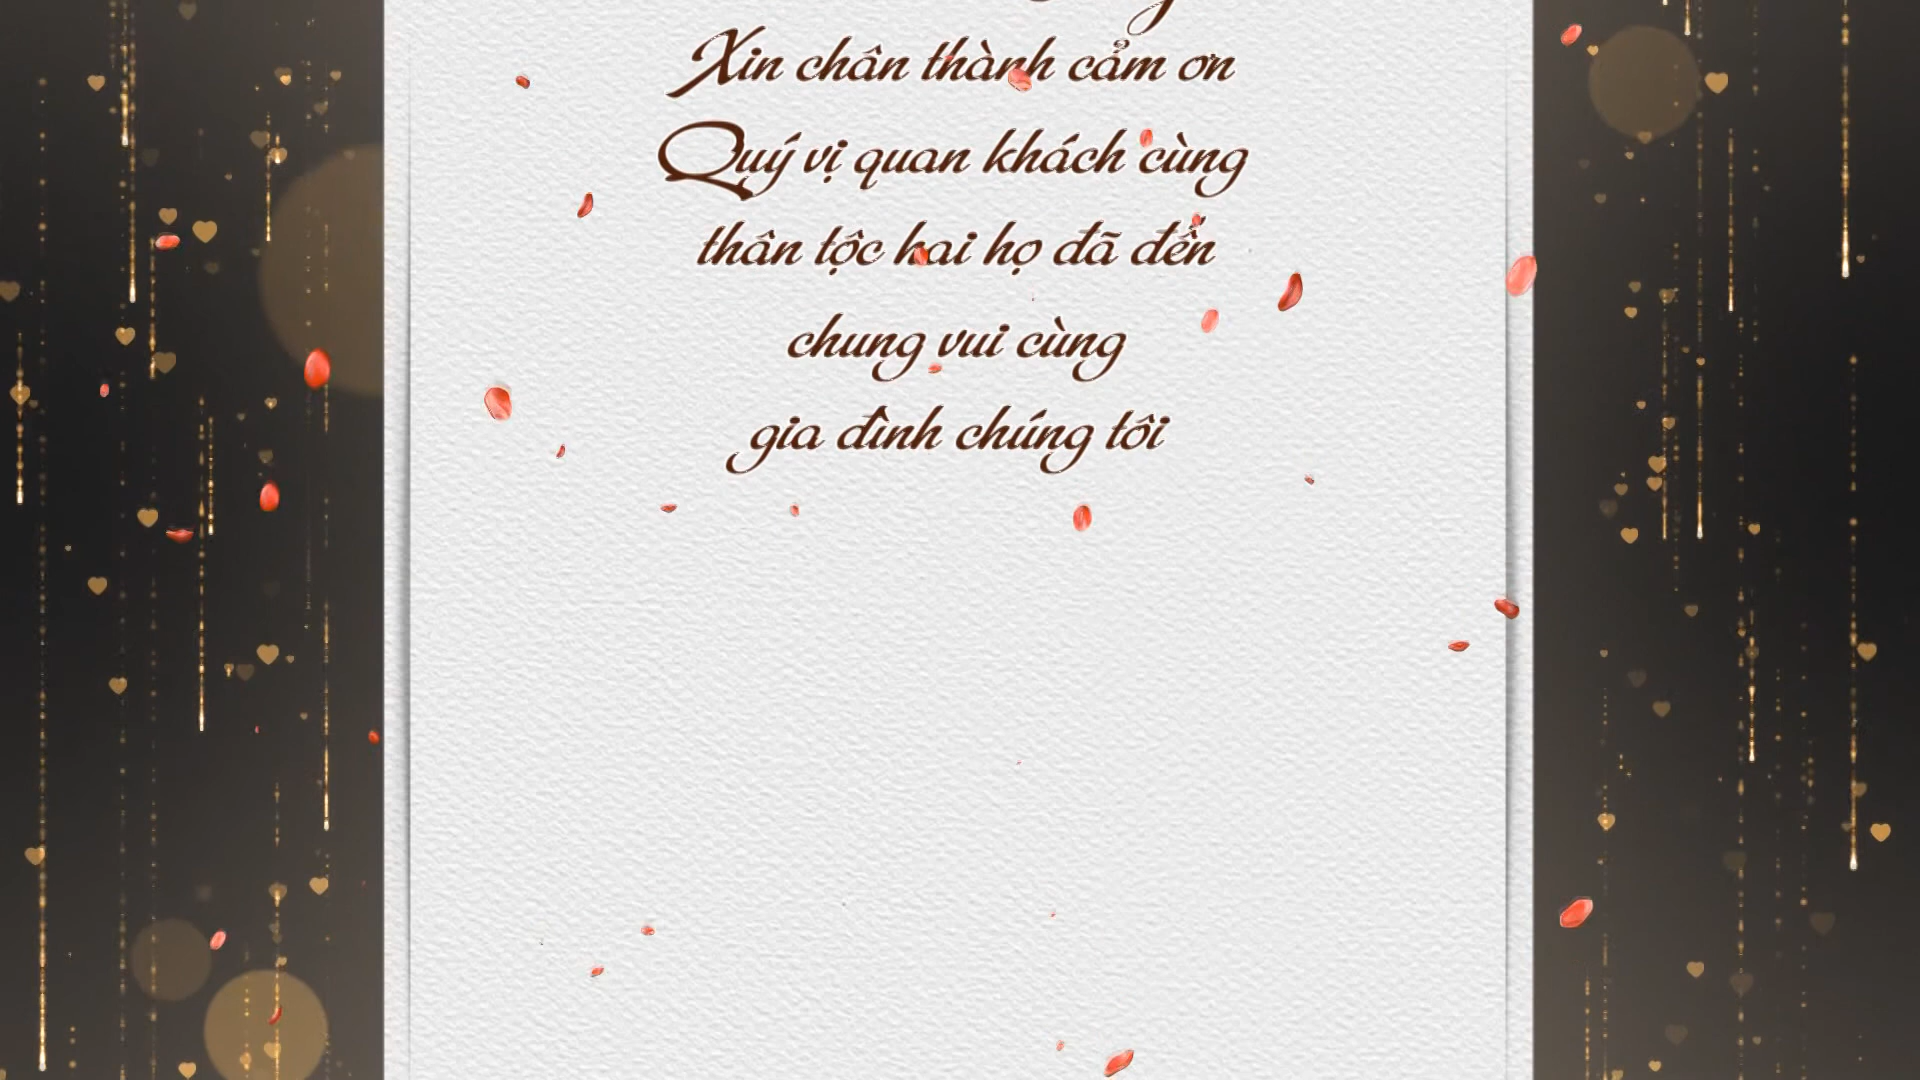 Xin chân thành cảm ơn
Quý vị quan khách cùng
thân tộc hai họ đã đến
chung vui cùng
gia đình chúng tôi